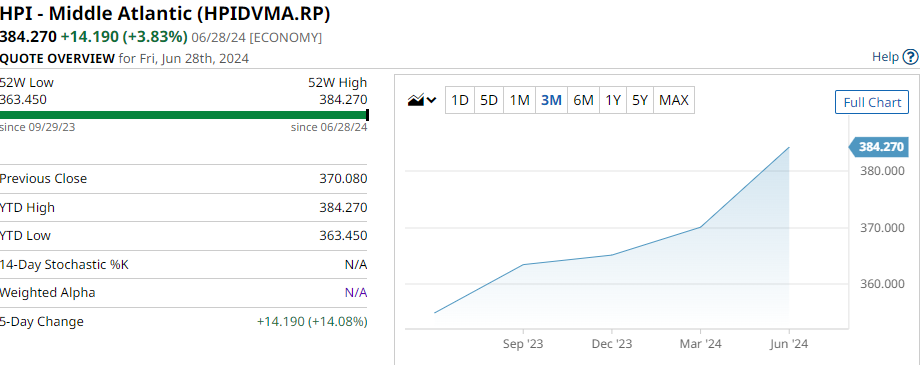 HPI - Middle Atlantic (HPIDVMA.RP)
384.270 +14.190 (+3.83%) 06/28/24 [ECONOMY]
QUOTE OVERVIEW for Fri, Jun 28th, 2024
Help ?
52W Low 52W High
363.450 384.270
since 09/29/23 since 06/28/24
Previous Close 370.080
YTD High 384.270
YTD Low 363.450
14-Day Stochastic %K N/A
Weighted Alpha N/A
5-Day Change +14.190 (+14.08%)
1D 5D 1M 3M 6M 1Y 5Y MAX Full Chart
384.270
380.000
370.000
360.000
Sep '23 Dec '23 Mar '24 Jun '24